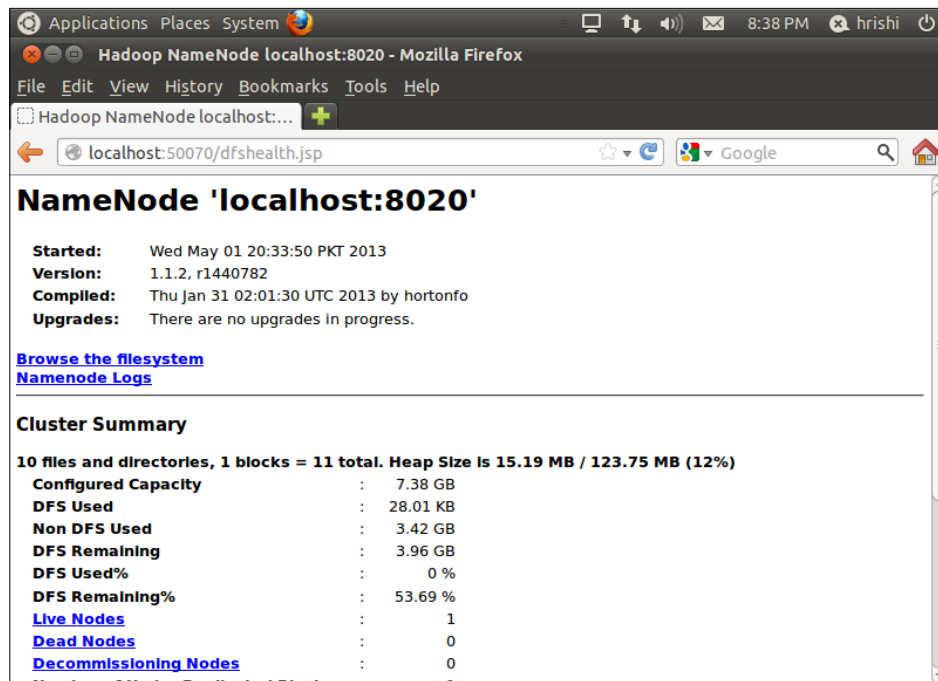 Applications Places System 8:38 PM hrishi
Hadoop NameNode localhost:8020 - Mozilla Firefox
File Edit View History Bookmarks Tools Help
Hadoop NameNode localhost:...
localhost:50070/dfshealth.jsp Google
NameNode 'localhost:8020'
Started: Wed May 01 20:33:50 PKT 2013
Version: 1.1.2, r1440782
Compiled: Thu Jan 31 02:01:30 UTC 2013 by hortonfo
Upgrades: There are no upgrades in progress.
Browse the filesystem
Namenode Logs
Cluster Summary
10 files and directories, 1 blocks = 11 total. Heap Size is 15.19 MB / 123.75 MB (12%)
Configured Capacity : 7.38 GB
DFS Used : 28.01 KB
Non DFS Used : 3.42 GB
DFS Remaining : 3.96 GB
DFS Used% : 0 %
DFS Remaining% : 53.69 %
Live Nodes : 1
Dead Nodes : 0
Decommissioning Nodes : 0